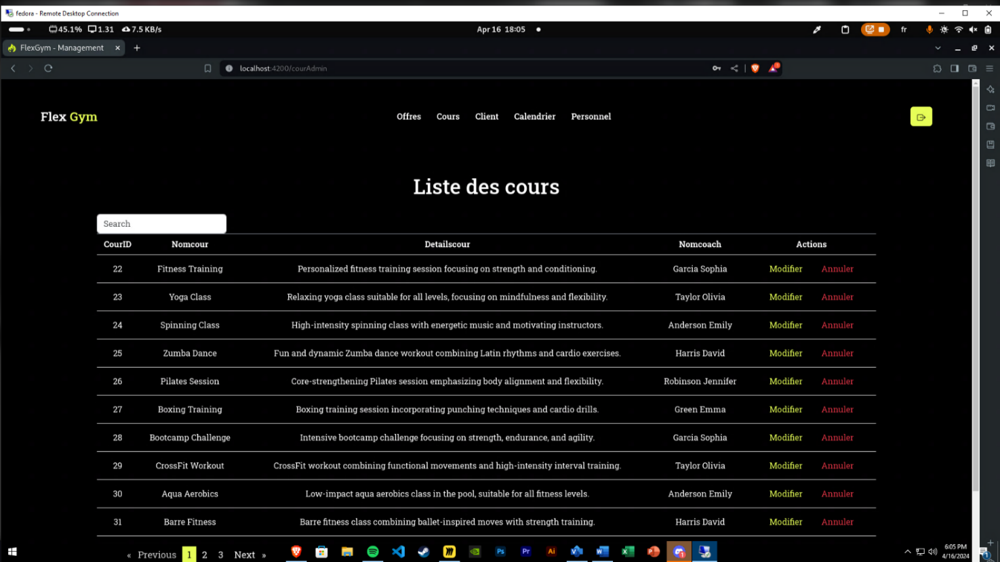 fedora - Remote Desktop Connection
45.1% 1.31 7.5 KB/s Apr 16 18:05 fr
FlexGym - Management
localhost:4200/courAdmin
Flex Gym Offres Cours Client Calendrier Personnel
Liste des cours
Search
CourID Nomcour Detailscour Nomcoach Actions
22 Fitness Training Personalized fitness training session focusing on strength and conditioning. Garcia Sophia Modifier Annuler
23 Yoga Class Relaxing yoga class suitable for all levels, focusing on mindfulness and flexibility. Taylor Olivia Modifier Annuler
24 Spinning Class High-intensity spinning class with energetic music and motivating instructors. Anderson Emily Modifier Annuler
25 Zumba Dance Fun and dynamic Zumba dance workout combining Latin rhythms and cardio exercises. Harris David Modifier Annuler
26 Pilates Session Core-strengthening Pilates session emphasizing body alignment and flexibility. Robinson Jennifer Modifier Annuler
27 Boxing Training Boxing training session incorporating punching techniques and cardio drills. Green Emma Modifier Annuler
28 Bootcamp Challenge Intensive bootcamp challenge focusing on strength, endurance, and agility. Garcia Sophia Modifier Annuler
29 CrossFit Workout CrossFit workout combining functional movements and high-intensity interval training. Taylor Olivia Modifier Annuler
30 Aqua Aerobics Low-impact aqua aerobics class in the pool, suitable for all fitness levels. Anderson Emily Modifier Annuler
31 Barre Fitness Barre fitness class combining ballet-inspired moves with strength training. Harris David Modifier Annuler
« Previous 1 2 3 Next »
Ps Pr Ai
6:05 PM
4/16/2024